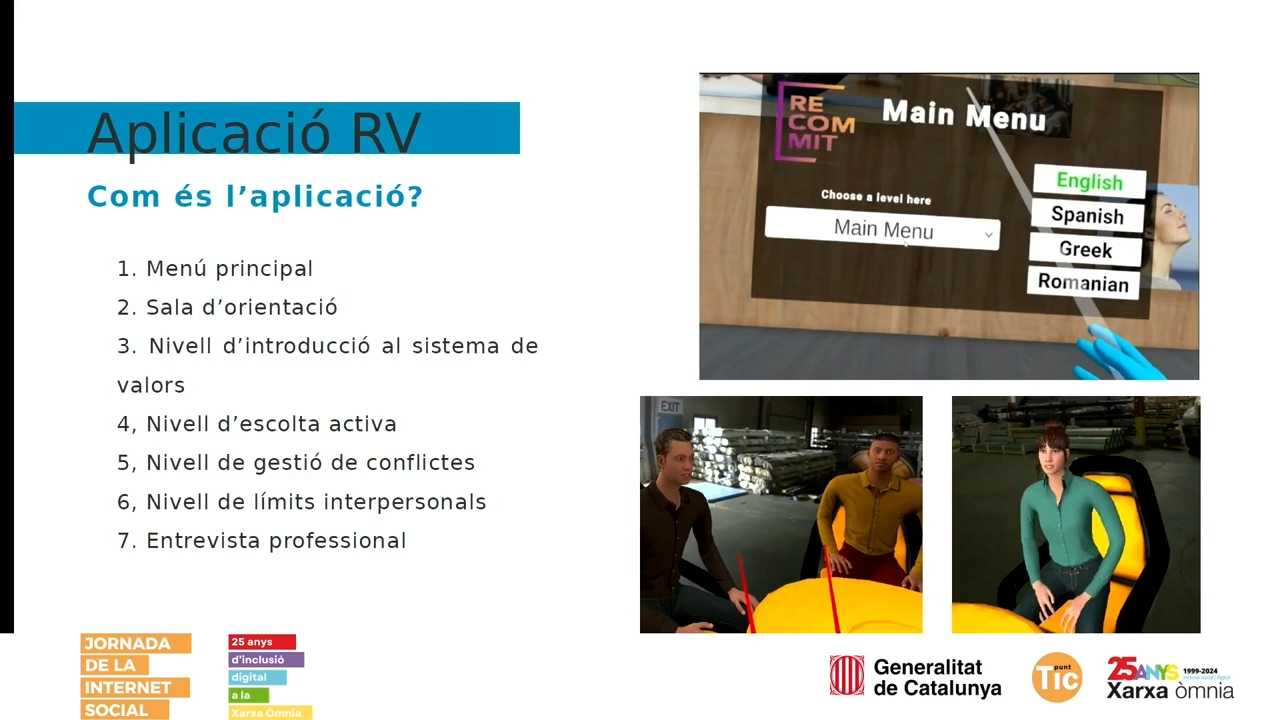 Aplicació RV
Com és l’aplicació?
1. Menú principal
2. Sala d’orientació
3. Nivell d’introducció al sistema de
valors
4, Nivell d’escolta activa
5, Nivell de gestió de conflictes
6, Nivell de límits interpersonals
7. Entrevista professional
RE
COM
MIT
Main Menu
Choose a level here
Main Menu
English
Spanish
Greek
Romanian
EXIT
JORNADA
DE LA
INTERNET
SOCIAL
25 anys
d'inclusió
digital
a la
Xarxa Òmnia
Generalitat
de Catalunya
punt
Tic
25ANYS
1999-2024
Xarxa òmnia